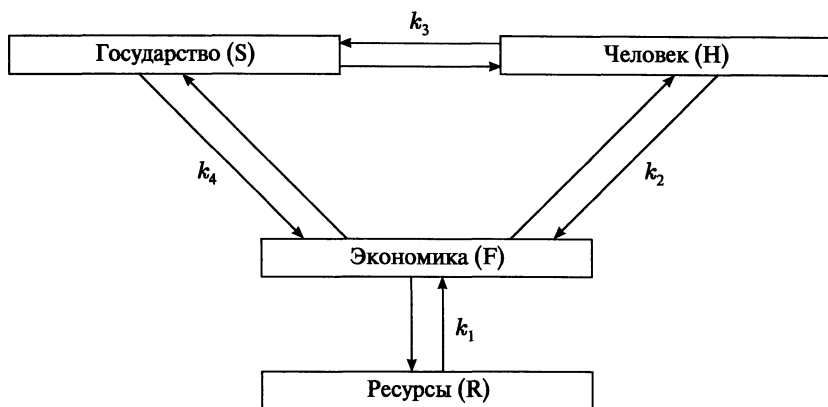 k₃
Государство (S)
Человек (H)
k₄
k₂
Экономика (F)
k₁
Ресурсы (R)